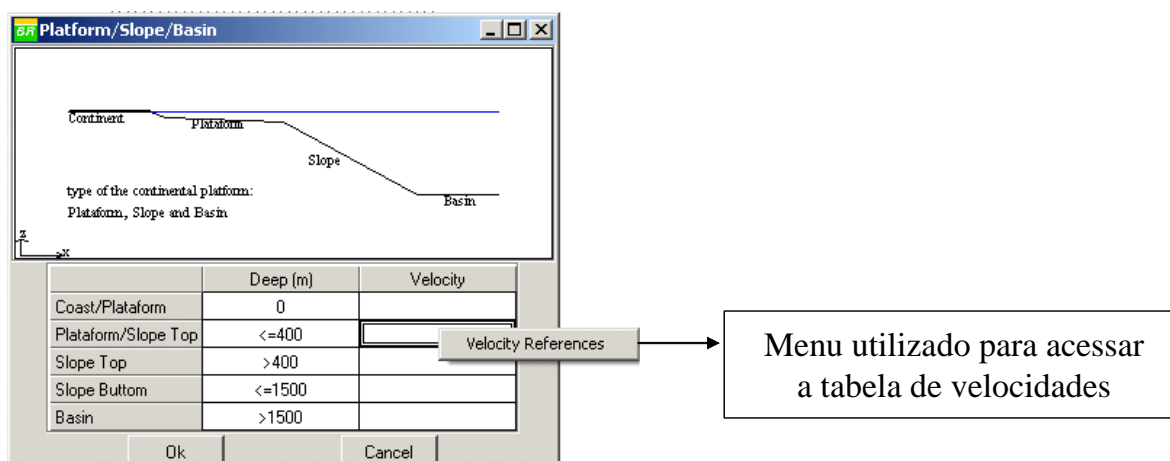 BR Platform/Slope/Basin
Continent
Plataform
Slope
type of the continental platform:
Plataform, Slope and Basin
Basin
z
x
Deep (m) Velocity
Coast/Plataform 0
Plataform/Slope Top <=400
Velocity References
Slope Top >400
Slope Buttom <=1500
Basin >1500
Ok Cancel
Menu utilizado para acessar
a tabela de velocidades